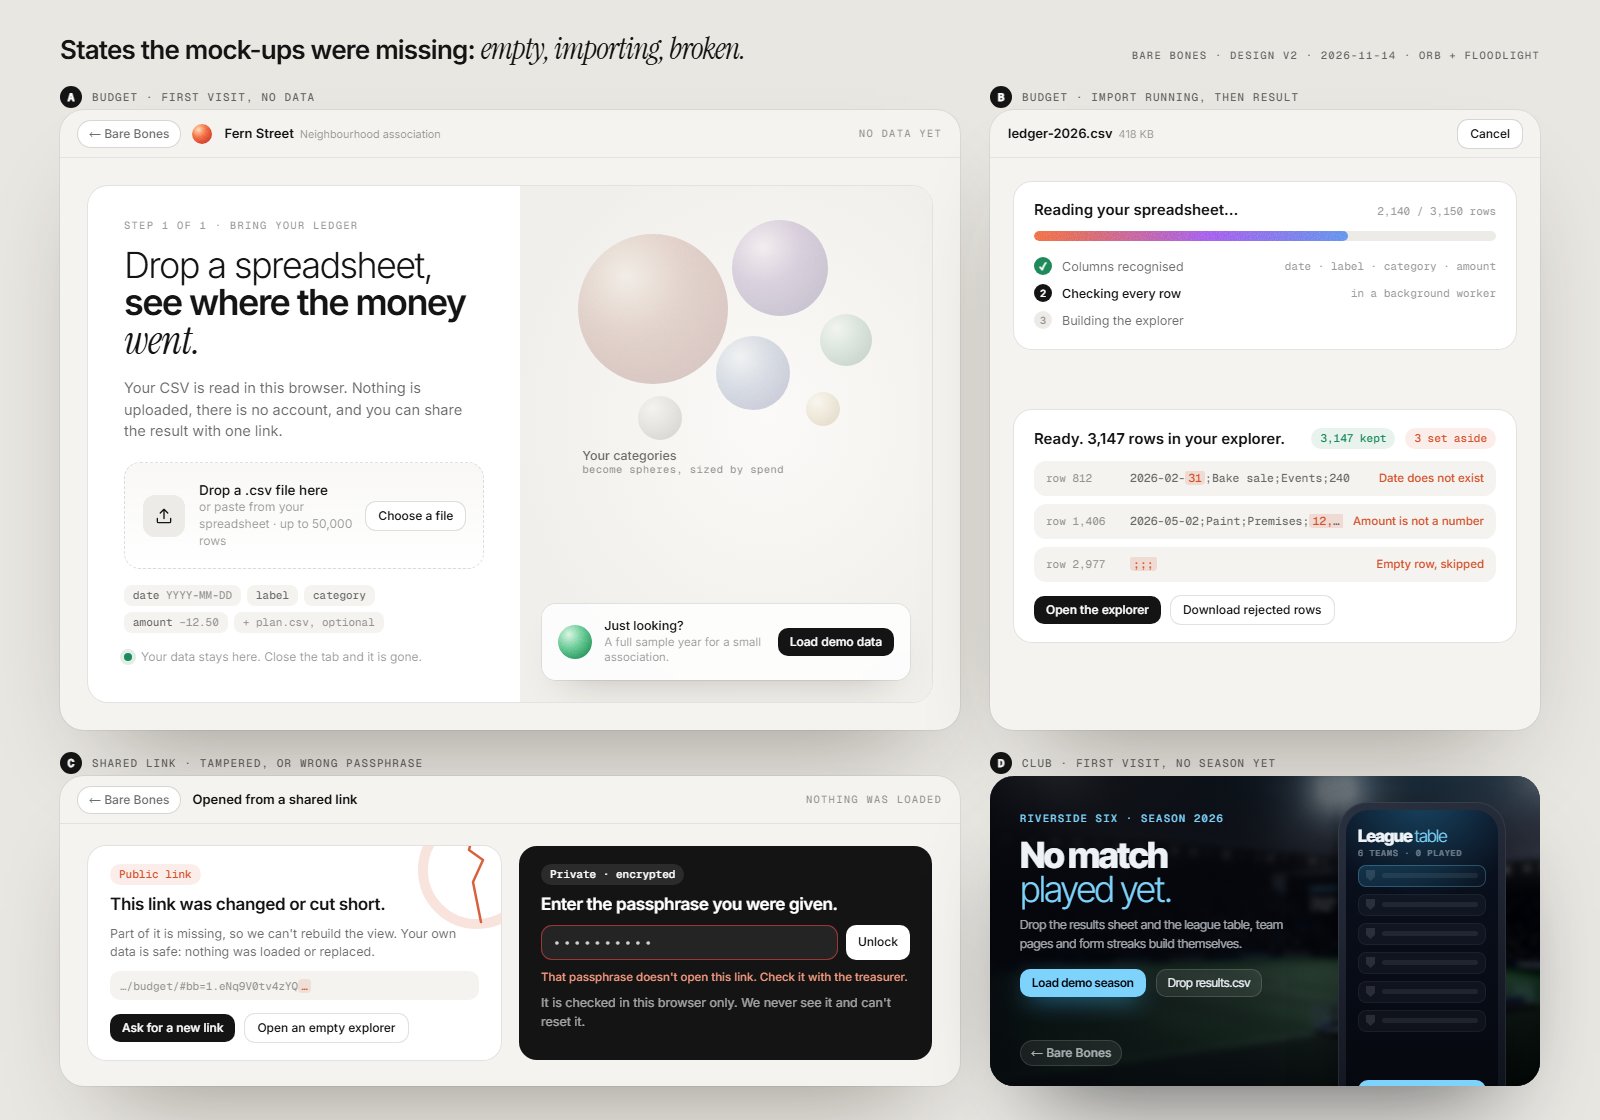 States the mock-ups were missing: empty, importing, broken.
BARE BONES · DESIGN V2 · 2026-11-14 · ORB + FLOODLIGHT
A BUDGET · FIRST VISIT, NO DATA
← Bare Bones
Fern Street Neighbourhood association
NO DATA YET
STEP 1 OF 1 · BRING YOUR LEDGER
Drop a spreadsheet,
see where the money
went.
Your CSV is read in this browser. Nothing is
uploaded, there is no account, and you can share
the result with one link.
Drop a .csv file here
or paste from your
spreadsheet · up to 50,000
rows
Choose a file
date YYYY-MM-DD
label
category
amount −12.50
+ plan.csv, optional
Your data stays here. Close the tab and it is gone.
Your categories
become spheres, sized by spend
Just looking?
A full sample year for a small
association.
Load demo data
B BUDGET · IMPORT RUNNING, THEN RESULT
ledger-2026.csv 418 KB
Cancel
Reading your spreadsheet…
2,140 / 3,150 rows
Columns recognised
date · label · category · amount
2 Checking every row
in a background worker
3 Building the explorer
Ready. 3,147 rows in your explorer.
3,147 kept
3 set aside
row 812 2026-02-31;Bake sale;Events;240 Date does not exist
row 1,406 2026-05-02;Paint;Premises;12,… Amount is not a number
row 2,977 ;;; Empty row, skipped
Open the explorer
Download rejected rows
C SHARED LINK · TAMPERED, OR WRONG PASSPHRASE
← Bare Bones
Opened from a shared link
NOTHING WAS LOADED
Public link
This link was changed or cut short.
Part of it is missing, so we can't rebuild the view. Your own
data is safe: nothing was loaded or replaced.
…/budget/#bb=1.eNq9V0tv4zYQ…
Ask for a new link
Open an empty explorer
Private · encrypted
Enter the passphrase you were given.
••••••••••
Unlock
That passphrase doesn't open this link. Check it with the treasurer.
It is checked in this browser only. We never see it and can't
reset it.
D CLUB · FIRST VISIT, NO SEASON YET
RIVERSIDE SIX · SEASON 2026
No match
played yet.
Drop the results sheet and the league table, team
pages and form streaks build themselves.
Load demo season
Drop results.csv
← Bare Bones
League table
6 TEAMS · 0 PLAYED